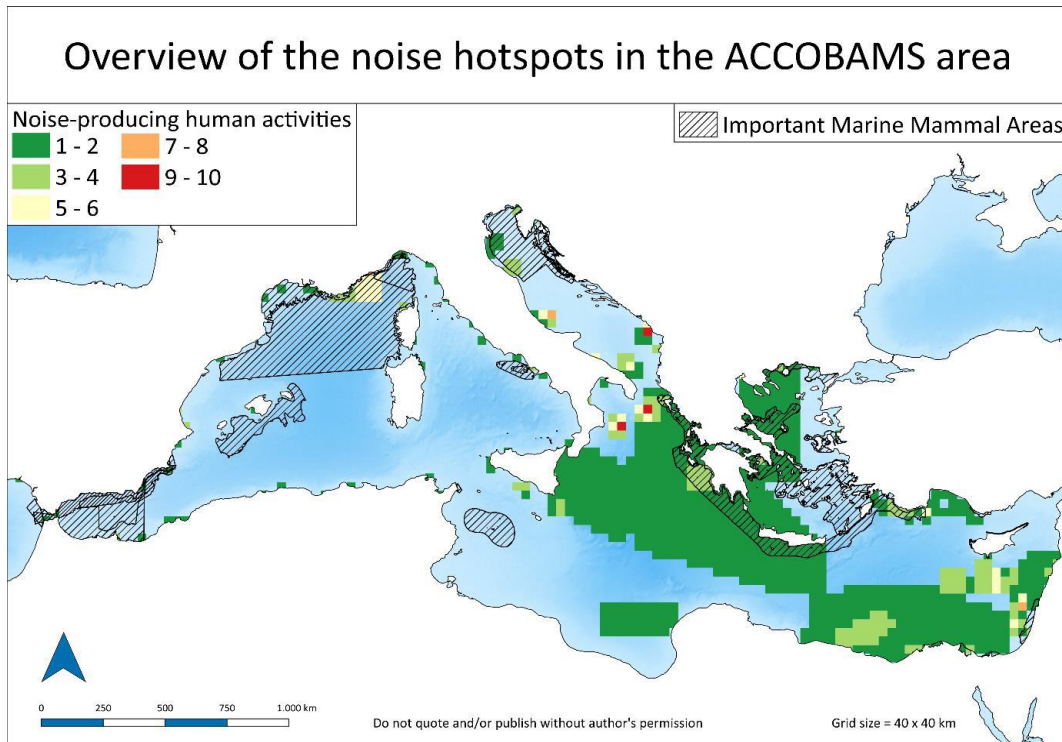 Overview of the noise hotspots in the ACCOBAMS area
Noise-producing human activities
1 - 2
7 - 8
3 - 4
9 - 10
5 - 6
Important Marine Mammal Areas
0 250 500 750 1.000 km
Do not quote and/or publish without author's permission
Grid size = 40 x 40 km